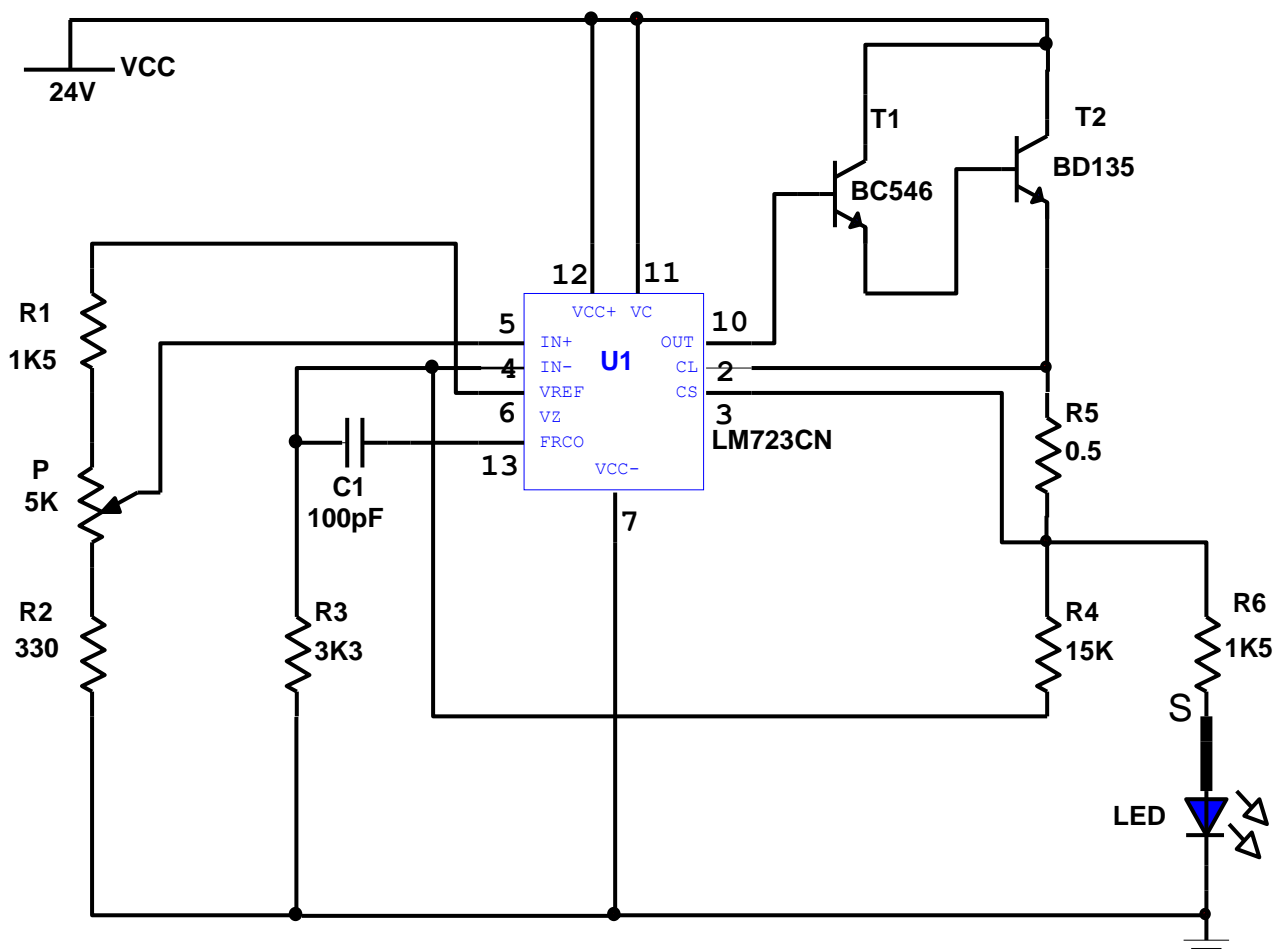 VCC
24V
T1
T2
BC546
BD135
12
11
R1
1K5
5
VCC+ VC
10
IN+
U1
OUT
4
IN-
CL
2
VREF
CS
6
VZ
3
LM723CN
FRCO
13
VCC-
R5
0.5
P
5K
C1
100pF
7
R2
330
R3
3K3
R4
15K
R6
1K5
S
LED